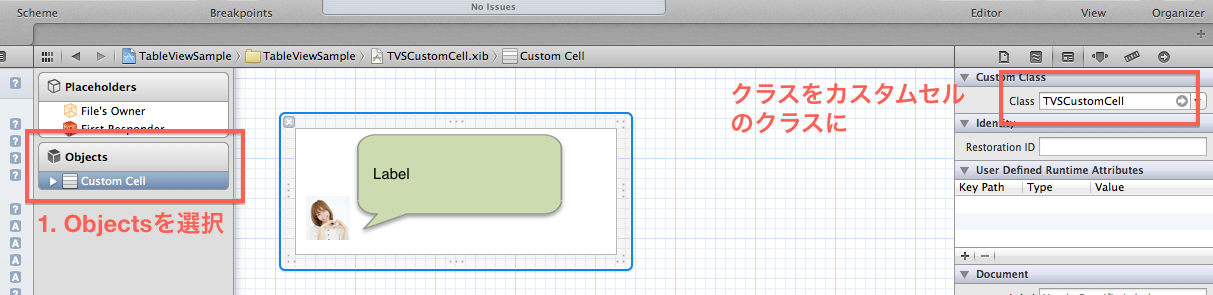 Scheme
Breakpoints
No Issues
Editor
View
Organizer
TableViewSample
TableViewSample
TVSCustomCell.xib
Custom Cell
Placeholders
File's Owner
First Responder
Objects
Custom Cell
1. Objectsを選択
Label
クラスをカスタムセル
のクラスに
Custom Class
Class TVSCustomCell
Identity
Restoration ID
User Defined Runtime Attributes
Key Path Type Value
Document